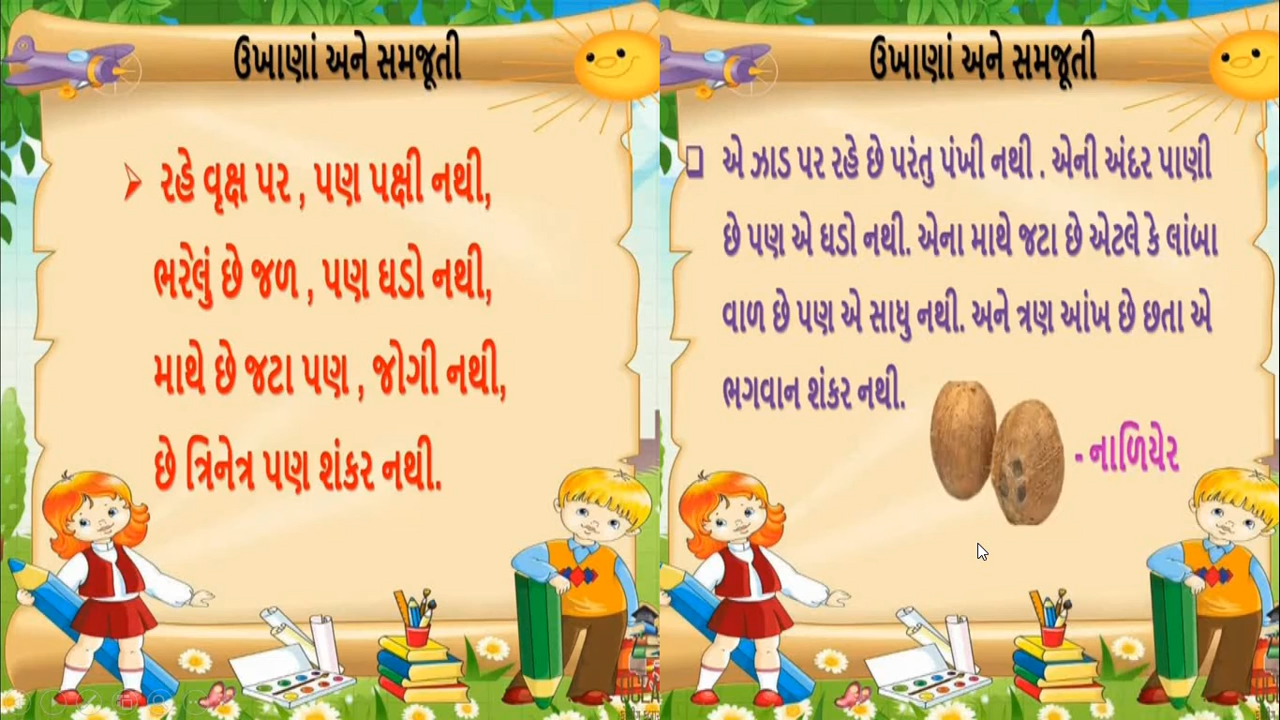 ઉખાણાં અને સમજૂતી
રહે વૃક્ષ પર , પણ પક્ષી નથી,
ભરેલું છે જળ , પણ ઘડો નથી,
માથે છે જટા પણ , જોગી નથી,
છે ત્રિનેત્ર પણ શંકર નથી.
ઉખાણાં અને સમજૂતી
એ ઝાડ પર રહે છે પરંતુ પંખી નથી . એની અંદર પાણી
છે પણ એ ઘડો નથી. એના માથે જટા છે એટલે કે લાંબા
વાળ છે પણ એ સાધુ નથી. અને ત્રણ આંખ છે છતા એ
ભગવાન શંકર નથી.
- નાળિયેર